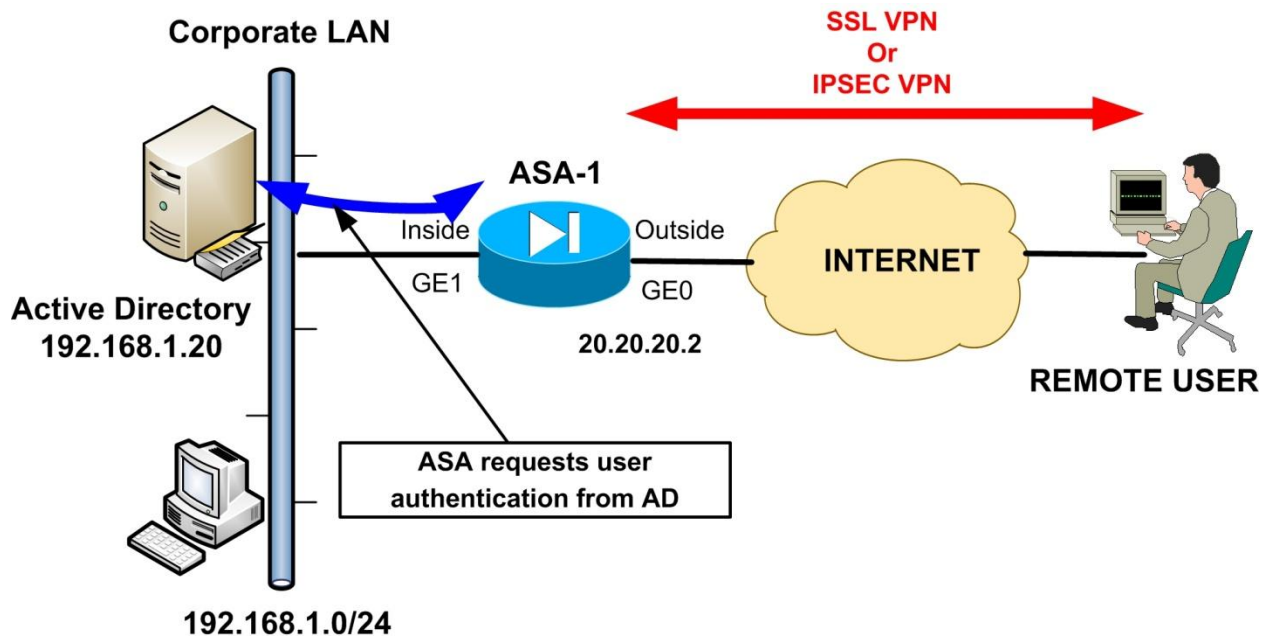 Corporate LAN
SSL VPN
Or
IPSEC VPN
ASA-1
Inside
Outside
GE1
GE0
INTERNET
Active Directory
192.168.1.20
20.20.20.2
REMOTE USER
ASA requests user
authentication from AD
192.168.1.0/24